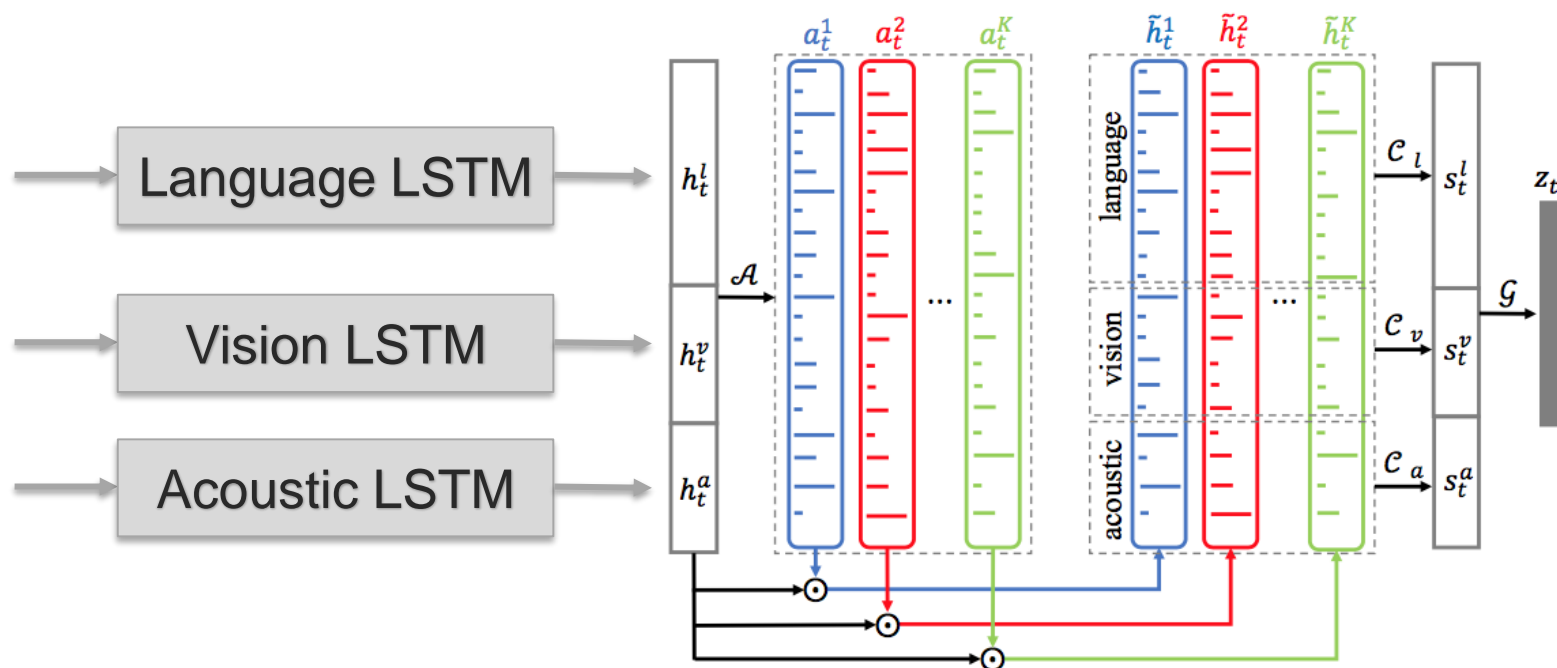 a_t^1 a_t^2 a_t^K h̃_t^1 h̃_t^2 h̃_t^K
Language LSTM
h_t^l
language
𝒞_l
s_t^l
z_t
𝒜
...
...
𝒢
Vision LSTM
h_t^v
vision
𝒞_v
s_t^v
Acoustic LSTM
h_t^a
acoustic
𝒞_a
s_t^a